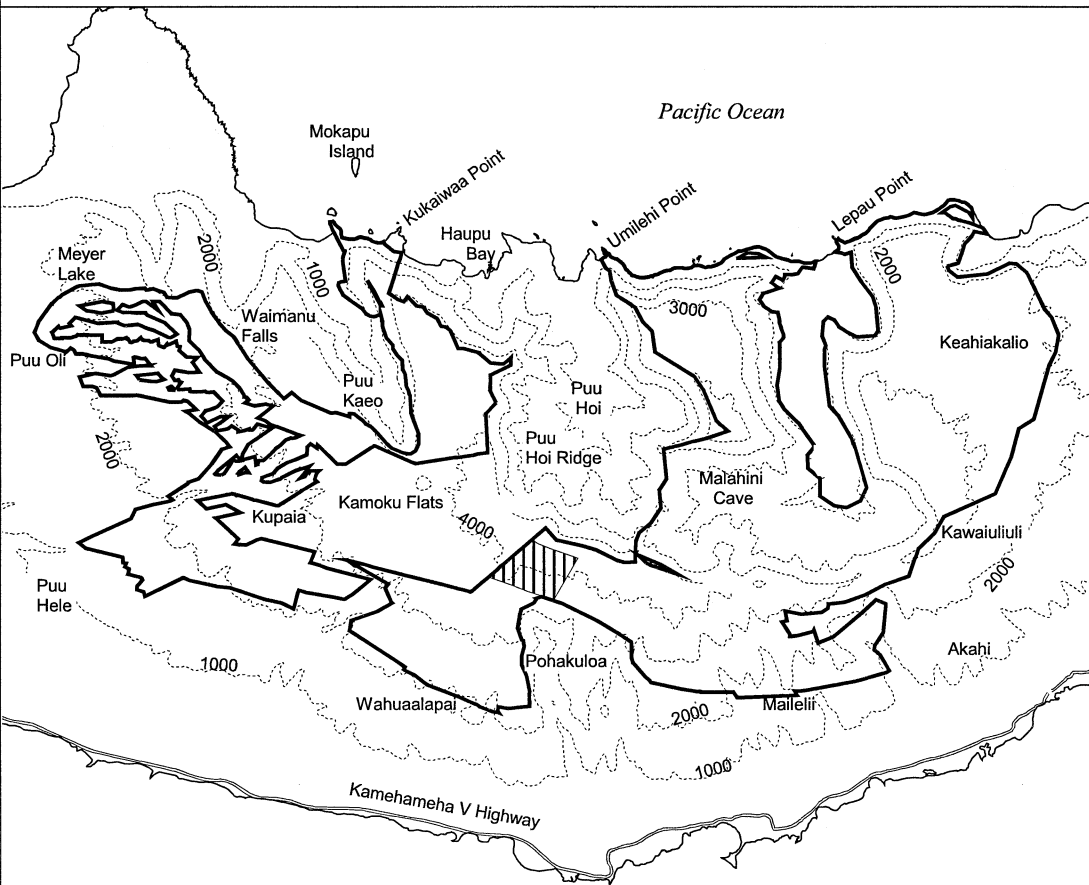 Pacific Ocean
Mokapu
Island
Kukaiwaa Point
Haupu
Bay
Umilehi Point
Lepau Point
Meyer
Lake
2000
1000
2000
3000
Waimanu
Falls
Puu Oli
Keahiakalio
Puu
Kaeo
Puu
Hoi
Puu
Hoi Ridge
2000
Malahini
Cave
Kamoku Flats
Kupaia
4000
Kawaiuliuli
2000
Puu
Hele
1000
Pohakuloa
Akahi
Wahuaalapai
2000
Mailelii
1000
Kamehameha V Highway